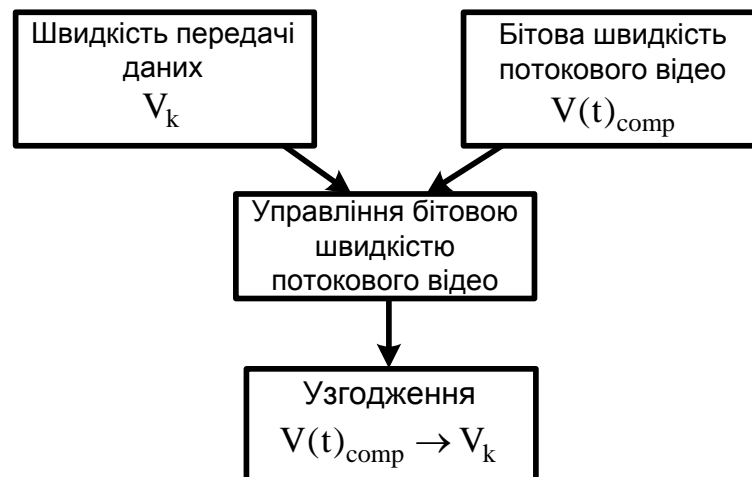 Швидкість передачі
даних
V_k
Бітова швидкість
потокового відео
V(t)_comp
Управління бітовою
швидкістю
потокового відео
Узгодження
V(t)_comp → V_k